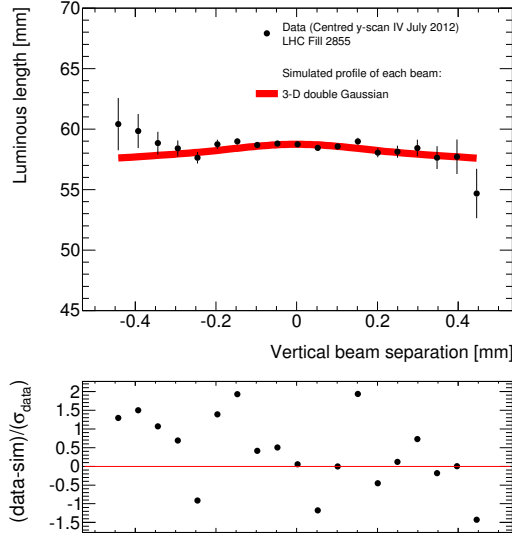 Luminous length [mm]
70
65
60
55
50
45
Data (Centred y-scan IV July 2012)
LHC Fill 2855
Simulated profile of each beam:
3-D double Gaussian
-0.4 -0.2 0 0.2 0.4
Vertical beam separation [mm]
(data-sim)/(σdata)
2
1.5
1
0.5
0
-0.5
-1
-1.5